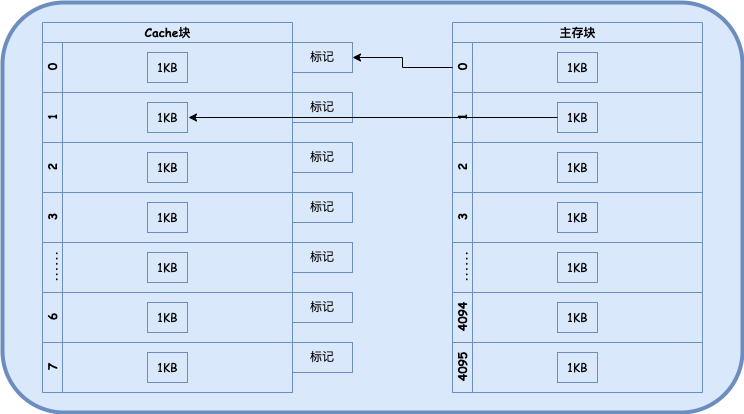 Cache块
0 1KB 标记
1 1KB 标记
2 1KB 标记
3 1KB 标记
…… 1KB 标记
6 1KB 标记
7 1KB 标记
主存块
0 1KB
1 1KB
2 1KB
3 1KB
…… 1KB
4094 1KB
4095 1KB